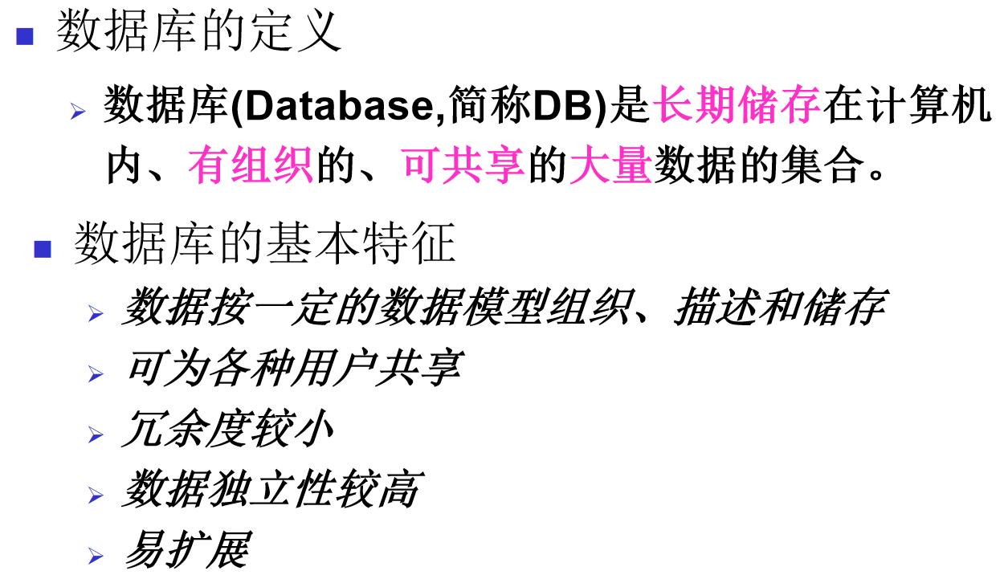 数据库的定义
数据库(Database,简称DB)是长期储存在计算机
内、有组织的、可共享的大量数据的集合。
数据库的基本特征
数据按一定的数据模型组织、描述和储存
可为各种用户共享
冗余度较小
数据独立性较高
易扩展